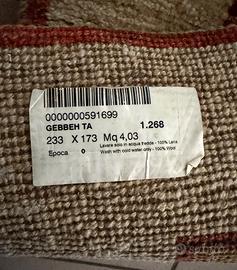 0000000591699
GEBBEH TA 1.268
233 X 173 Mq 4,03
Lavare solo in acqua fredda - 100% Lana
Epoca 0 Wash with cold water only - 100% Wool